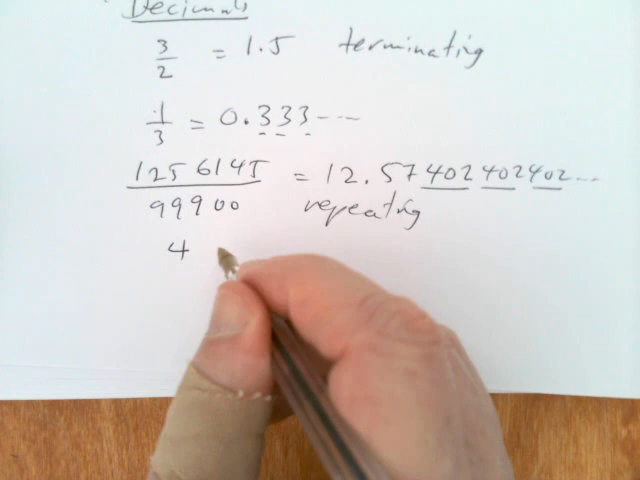 Decimals
3/2 = 1.5 terminating
1/3 = 0.333....
1256145/99900 = 12.57402402402...
repeating
4